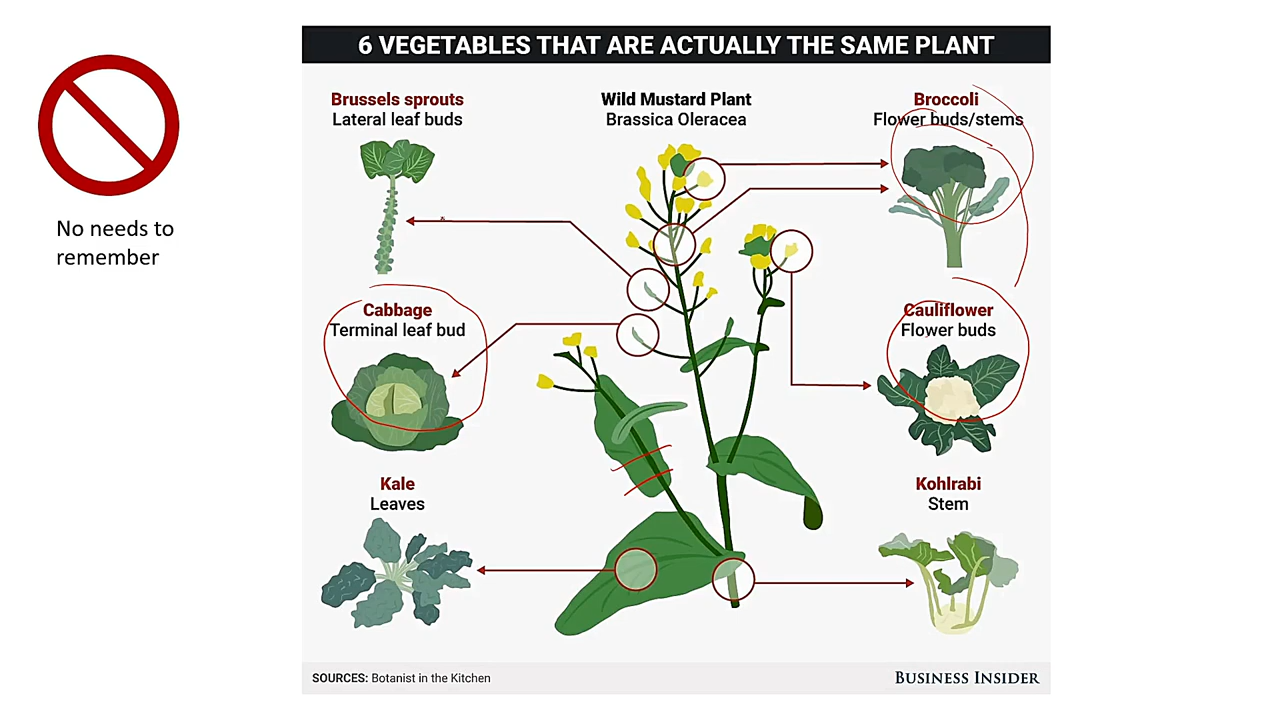 6 VEGETABLES THAT ARE ACTUALLY THE SAME PLANT
No needs to
remember
Brussels sprouts
Lateral leaf buds
Wild Mustard Plant
Brassica Oleracea
Broccoli
Flower buds/stems
Cabbage
Terminal leaf bud
Cauliflower
Flower buds
Kale
Leaves
Kohlrabi
Stem
SOURCES: Botanist in the Kitchen
BUSINESS INSIDER